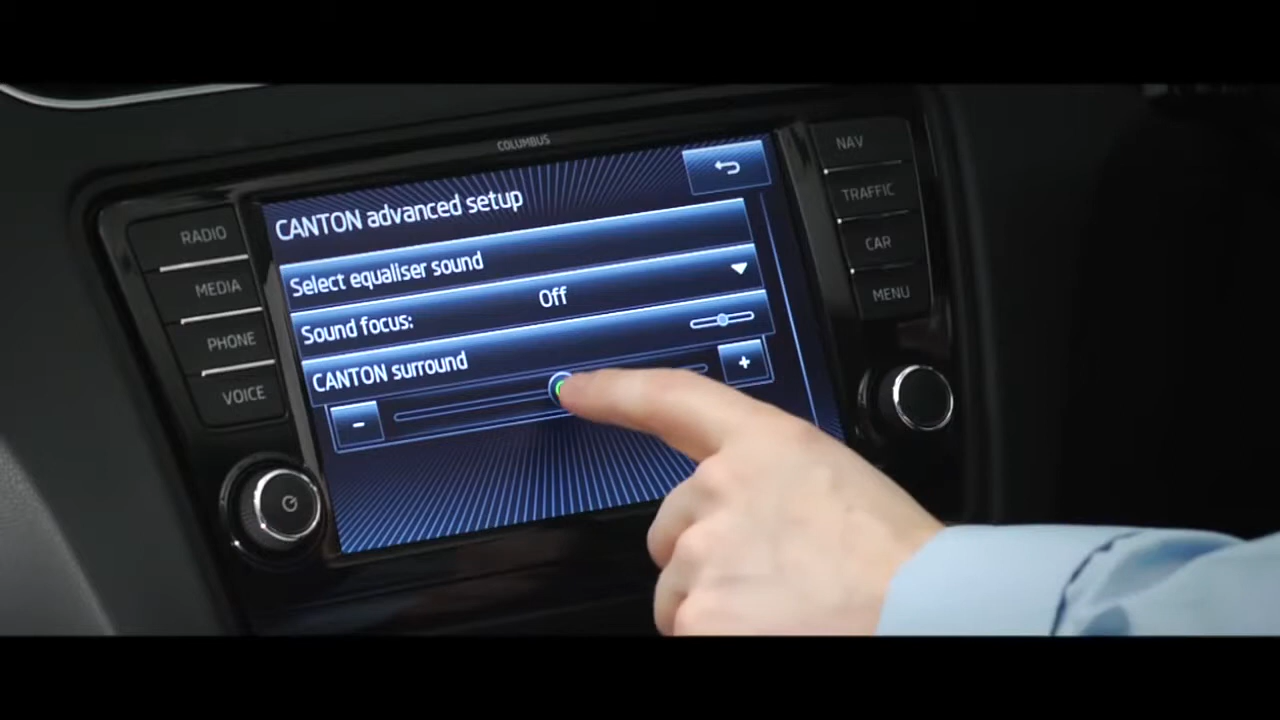 COLUMBUS
RADIO
MEDIA
PHONE
VOICE
CANTON advanced setup
Select equaliser sound
Sound focus: Off
CANTON surround
-
+
NAV
TRAFFIC
CAR
MENU